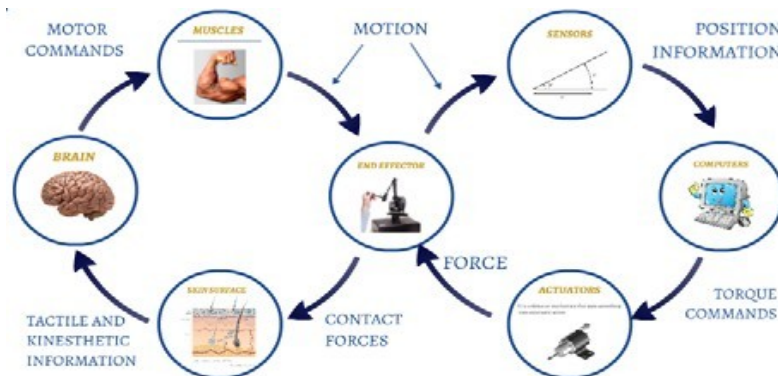 MOTOR
COMMANDS
MUSCLES
MOTION
SENSORS
POSITION
INFORMATION
BRAIN
END EFFECTOR
COMPUTERS
FORCE
SKIN SURFACE
ACTUATORS
TACTILE AND
KINESTHETIC
INFORMATION
CONTACT
FORCES
TORQUE
COMMANDS